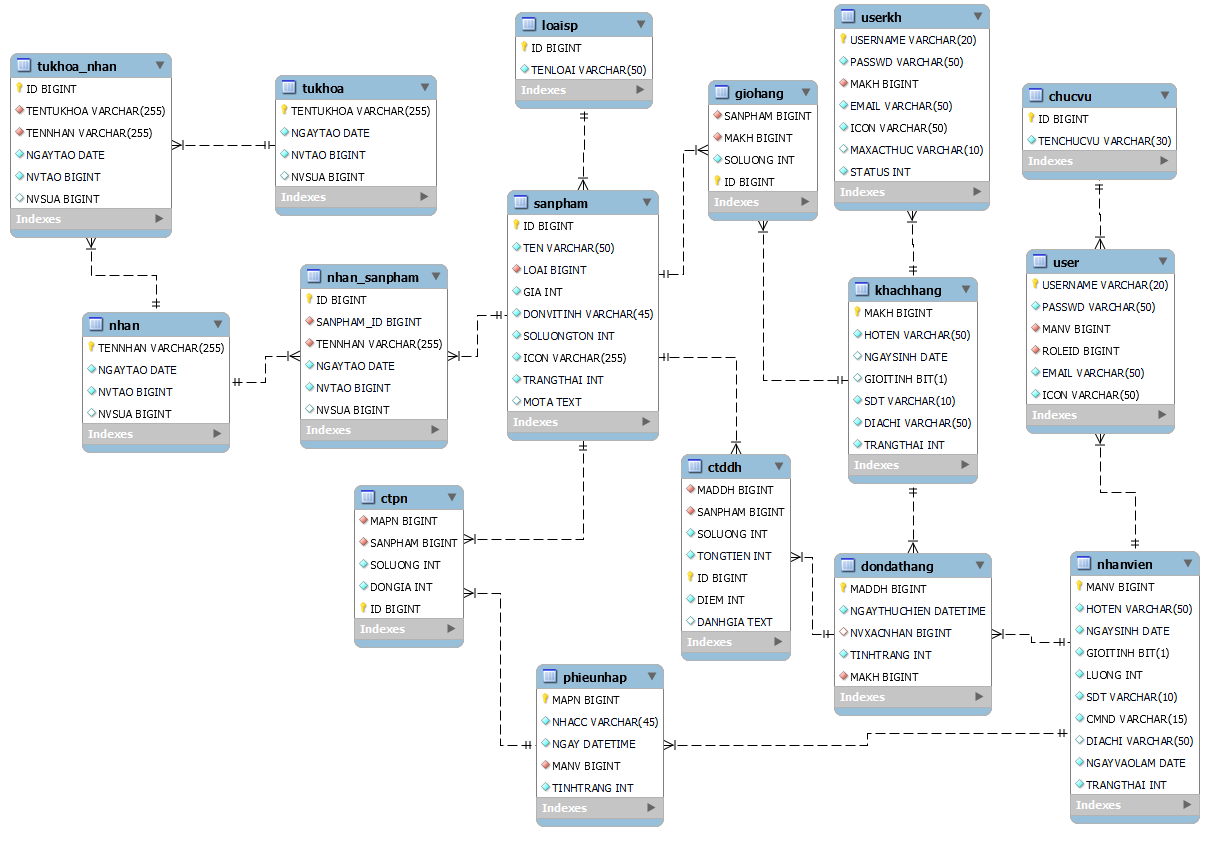 tukhoa_nhan
ID BIGINT
TENTUKHOA VARCHAR(255)
TENNHAN VARCHAR(255)
NGAYTAO DATE
NVTAO BIGINT
NVSUA BIGINT
Indexes
tukhoa
TENTUKHOA VARCHAR(255)
NGAYTAO DATE
NVTAO BIGINT
NVSUA BIGINT
Indexes
loaisp
ID BIGINT
TENLOAI VARCHAR(50)
Indexes
giohang
SANPHAM BIGINT
MAKH BIGINT
SOLUONG INT
ID BIGINT
Indexes
userkh
USERNAME VARCHAR(20)
PASSWD VARCHAR(50)
MAKH BIGINT
EMAIL VARCHAR(50)
ICON VARCHAR(50)
MAXACTHUC VARCHAR(10)
STATUS INT
Indexes
chucvu
ID BIGINT
TENCHUCVU VARCHAR(30)
Indexes
nhan
TENNHAN VARCHAR(255)
NGAYTAO DATE
NVTAO BIGINT
NVSUA BIGINT
Indexes
nhan_sanpham
ID BIGINT
SANPHAM_ID BIGINT
TENNHAN VARCHAR(255)
NGAYTAO DATE
NVTAO BIGINT
NVSUA BIGINT
Indexes
sanpham
ID BIGINT
TEN VARCHAR(50)
LOAI BIGINT
GIA INT
DONVITINH VARCHAR(45)
SOLUONGTON INT
ICON VARCHAR(255)
TRANGTHAI INT
MOTA TEXT
Indexes
khachhang
MAKH BIGINT
HOTEN VARCHAR(50)
NGAYSINH DATE
GIOITINH BIT(1)
SDT VARCHAR(10)
DIACHI VARCHAR(50)
TRANGTHAI INT
Indexes
user
USERNAME VARCHAR(20)
PASSWD VARCHAR(50)
MANV BIGINT
ROLEID BIGINT
EMAIL VARCHAR(50)
ICON VARCHAR(50)
Indexes
ctpn
MAPN BIGINT
SANPHAM BIGINT
SOLUONG INT
DONGIA INT
ID BIGINT
Indexes
ctddh
MADDH BIGINT
SANPHAM BIGINT
SOLUONG INT
TONGTIEN INT
ID BIGINT
DIEM INT
DANHGIA TEXT
Indexes
dondathang
MADDH BIGINT
NGAYTHUCHIEN DATETIME
NVXACNHAN BIGINT
TINHTRANG INT
MAKH BIGINT
Indexes
nhanvien
MANV BIGINT
HOTEN VARCHAR(50)
NGAYSINH DATE
GIOITINH BIT(1)
LUONG INT
SDT VARCHAR(10)
CMND VARCHAR(15)
DIACHI VARCHAR(50)
NGAYVAOLAM DATE
TRANGTHAI INT
Indexes
phieunhap
MAPN BIGINT
NHACC VARCHAR(45)
NGAY DATETIME
MANV BIGINT
TINHTRANG INT
Indexes